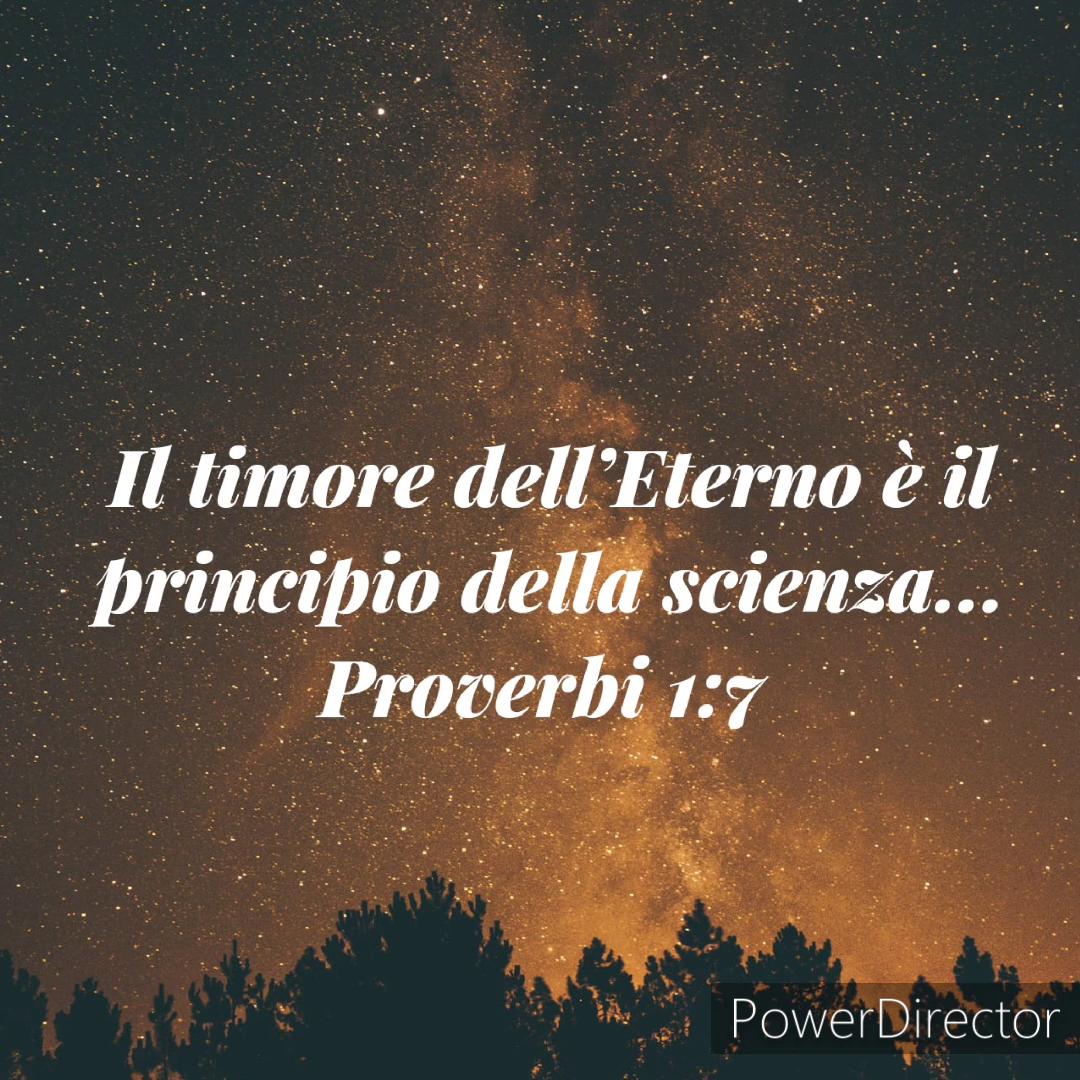 Il timore dell’Eterno è il
principio della scienza...
Proverbi 1:7
PowerDirector